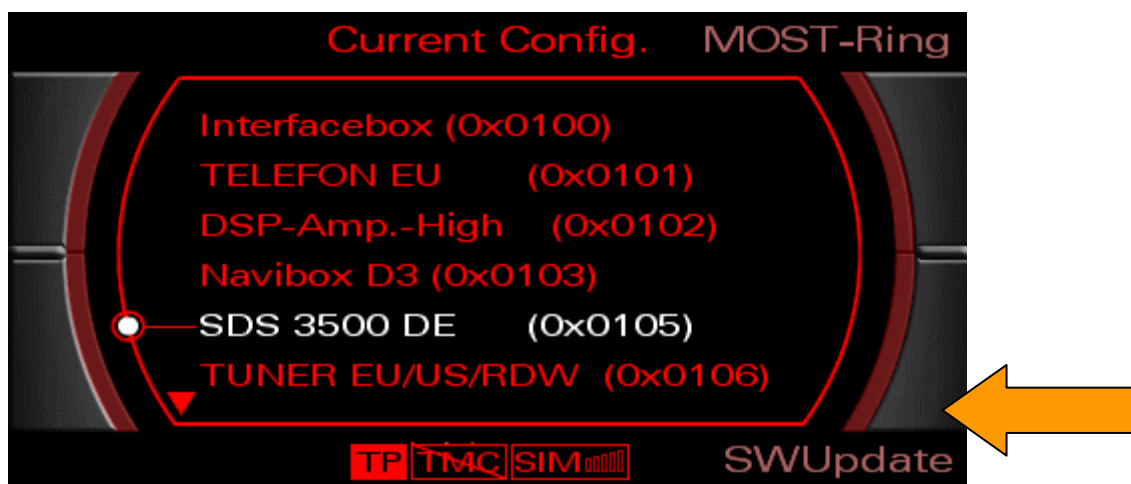 Current Config. MOST-Ring
Interfacebox (0x0100)
TELEFON EU (0x0101)
DSP-Amp.-High (0x0102)
Navibox D3 (0x0103)
SDS 3500 DE (0x0105)
TUNER EU/US/RDW (0x0106)
TP TMC SIM SWUpdate